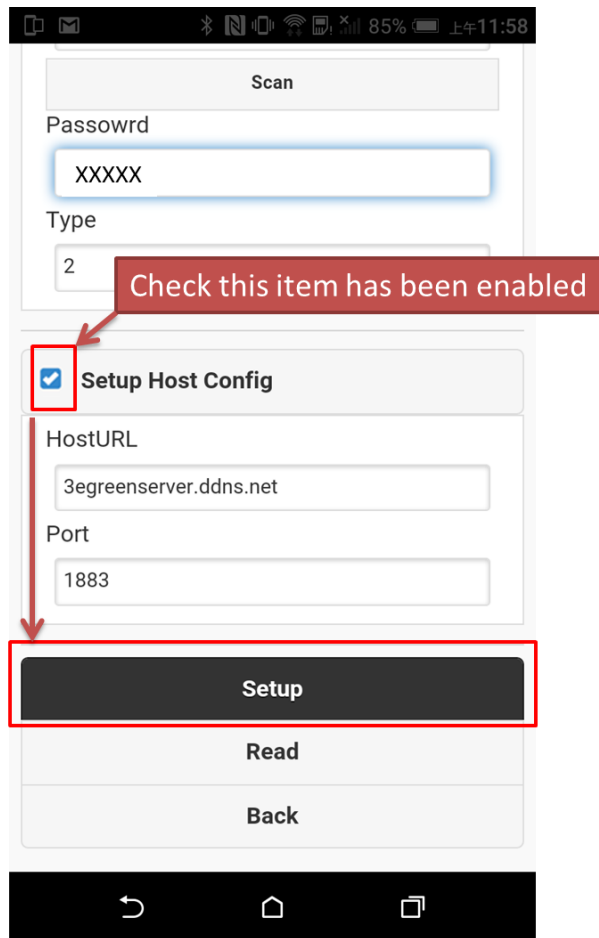 85% 上午11:58
Scan
Passowrd
XXXXX
Type
2
Check this item has been enabled
Setup Host Config
HostURL
3egreenserver.ddns.net
Port
1883
Setup
Read
Back